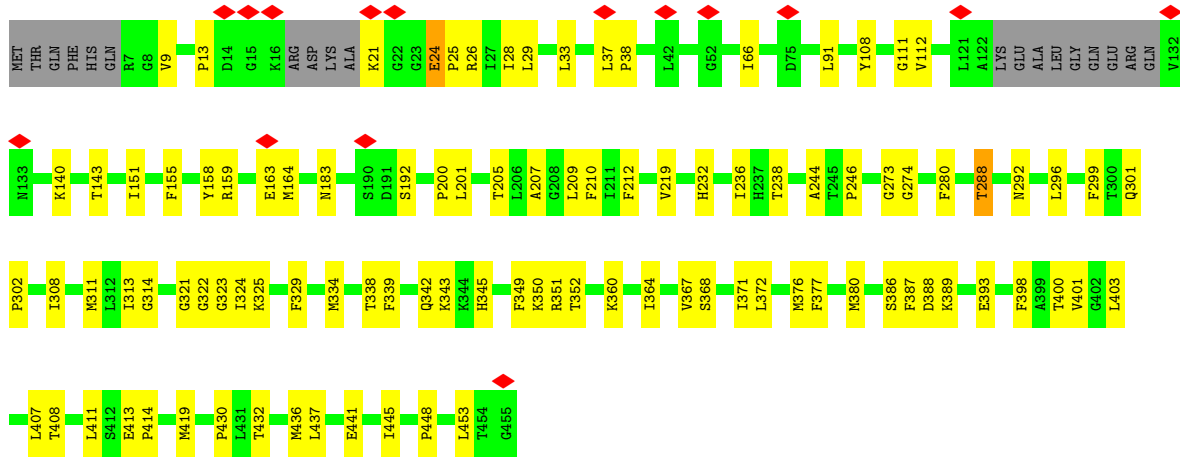 MET THR GLN PHE HIS GLN R7 G8 V9 P13 D14 G15 K16 ARG ASP LYS ALA K21 G22 G23 E24 P25 R26 I27 I28 L29 L33 L37 P38 L42 G52 I66 D75 L91 Y108 G111 V112 L121 A122 LYS GLU ALA LEU GLY GLN GLU ARG GLN V132
N133 K140 T143 I151 F155 Y158 R159 E163 M164 N183 S190 D191 S192 P200 L201 T205 L206 A207 G208 L209 F210 I211 F212 V219 H232 I236 H237 T238 A244 T245 P246 G273 G274 F280 T288 N292 L296 F299 T300 Q301
P302 I308 M311 L312 I313 G314 G321 G322 G323 I324 K325 F329 M334 T338 F339 Q342 K343 K344 H345 F349 K350 R351 T352 K360 I364 V367 S368 I371 L372 M376 F377 M380 S386 F387 D388 K389 E393 F398 A399 T400 V401 G402 L403
L407 T408 L411 S412 E413 P414 M419 P430 L431 T432 M436 L437 E441 I445 P448 L453 T454 G455